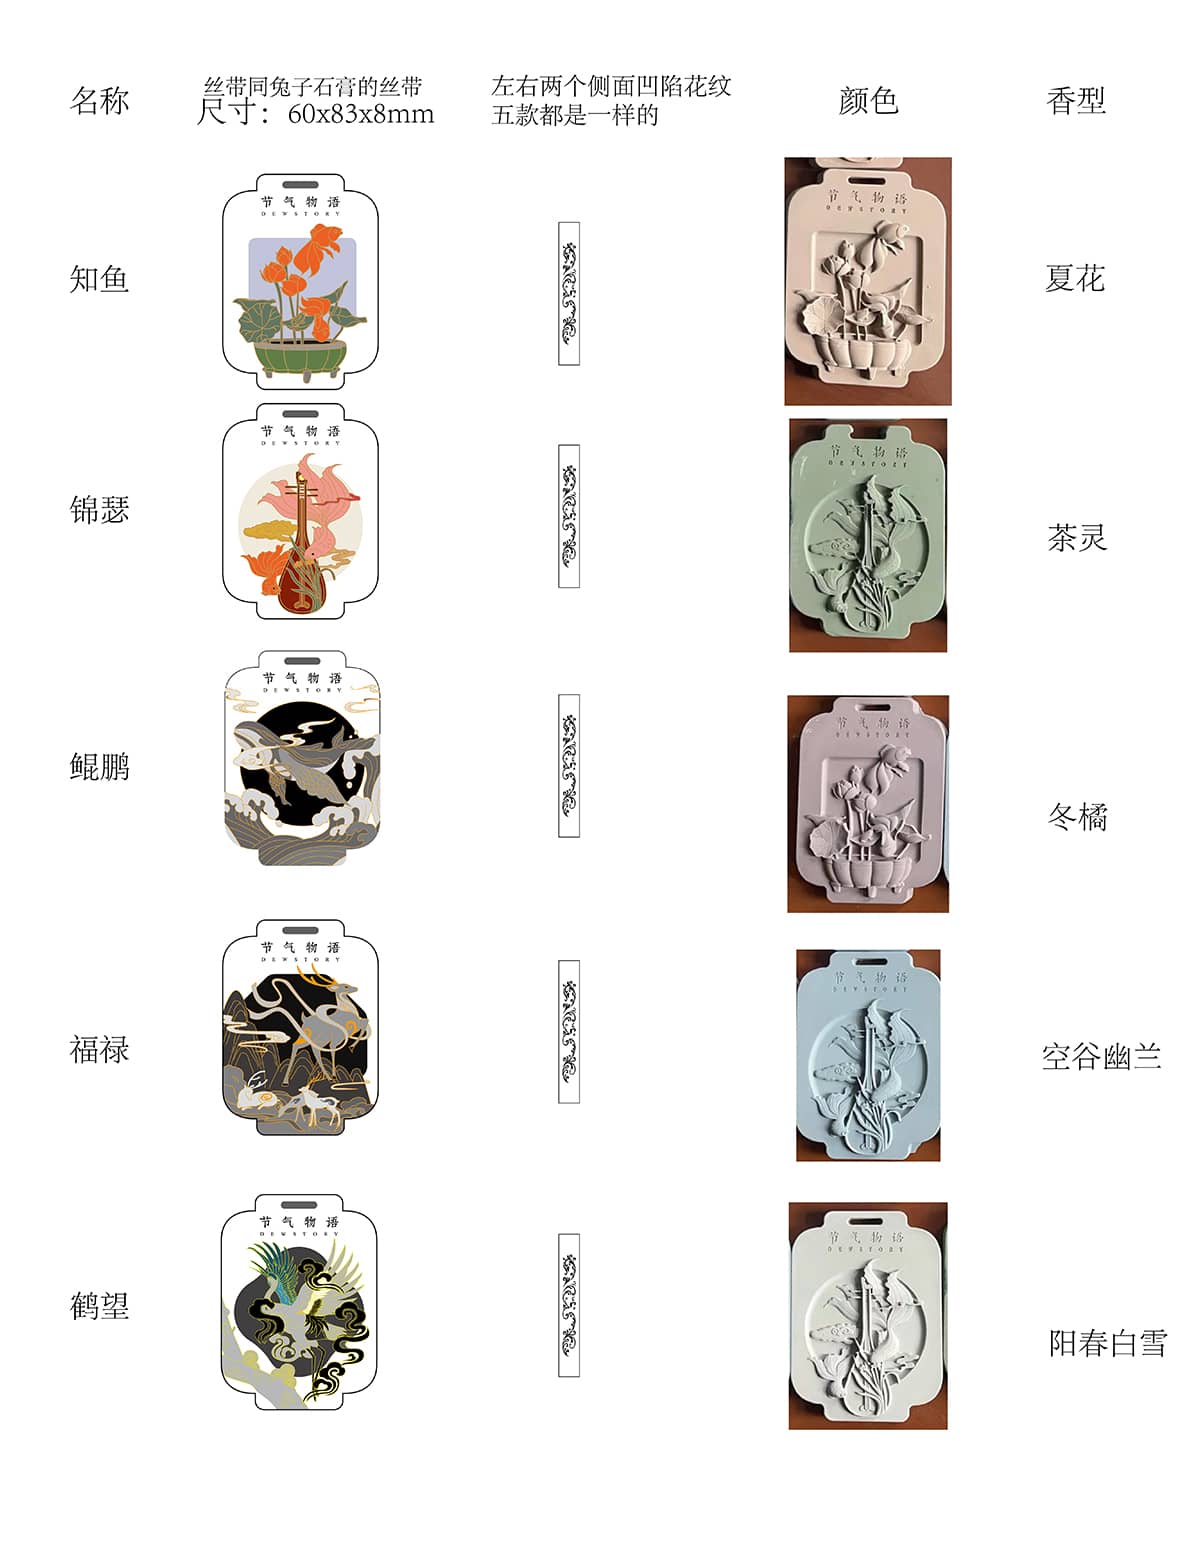 名称
丝带同兔子石膏的丝带
尺寸：60x83x8mm
左右两个侧面凹陷花纹
五款都是一样的
颜色
香型
知鱼
节气物语
DEWSTORY
节气物语
DEWSTORY
夏花
锦瑟
节气物语
DEWSTORY
节气物语
DEWSTORY
茶灵
鲲鹏
节气物语
DEWSTORY
节气物语
DEWSTORY
冬橘
福禄
节气物语
DEWSTORY
节气物语
DEWSTORY
空谷幽兰
鹤望
节气物语
DEWSTORY
节气物语
DEWSTORY
阳春白雪